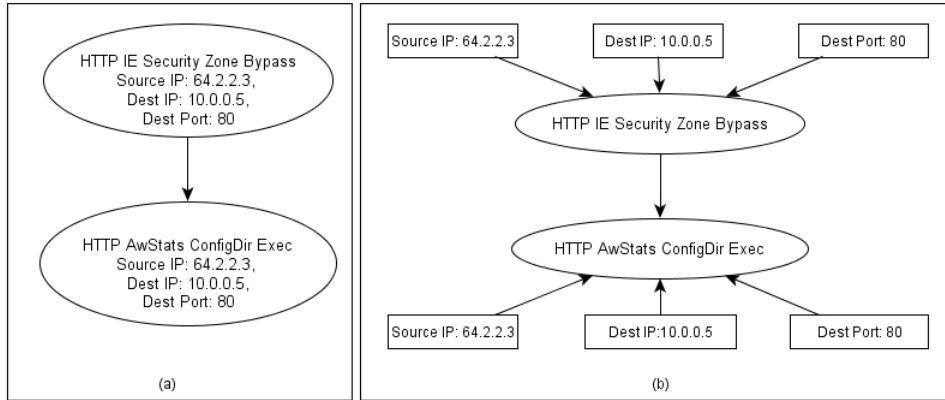 HTTP IE Security Zone Bypass
Source IP: 64.2.2.3,
Dest IP: 10.0.0.5,
Dest Port: 80
HTTP AwStats ConfigDir Exec
Source IP: 64.2.2.3,
Dest IP: 10.0.0.5,
Dest Port: 80
(a)
Source IP: 64.2.2.3
Dest IP: 10.0.0.5
Dest Port: 80
HTTP IE Security Zone Bypass
HTTP AwStats ConfigDir Exec
Source IP: 64.2.2.3
Dest IP:10.0.0.5
Dest Port: 80
(b)